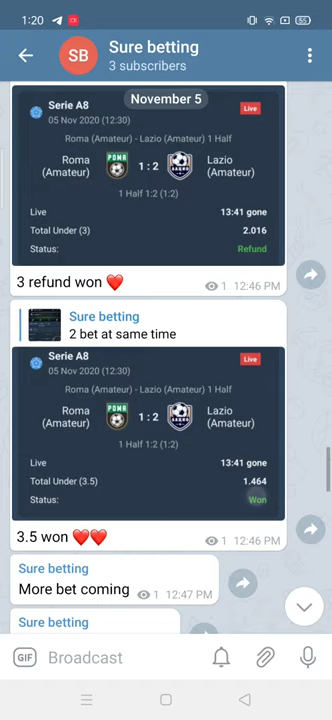 1:20
55
SB
Sure betting
3 subscribers
November 5
Serie A8
Live
05 Nov 2020 (12:30)
Roma (Amateur) - Lazio (Amateur) 1 Half
Roma (Amateur)
РОМА
1 : 2
ЛАЦИО
Lazio (Amateur)
1 Half 1:2 (1:2)
Live
13:41 gone
Total Under (3)
2.016
Status:
Refund
3 refund won ❤️
1 12:46 PM
Sure betting
2 bet at same time
Serie A8
Live
05 Nov 2020 (12:30)
Roma (Amateur) - Lazio (Amateur) 1 Half
Roma (Amateur)
РОМА
1 : 2
ЛАЦИО
Lazio (Amateur)
1 Half 1:2 (1:2)
Live
13:41 gone
Total Under (3.5)
1.464
Status:
Won
3.5 won ❤️❤️
1 12:46 PM
Sure betting
More bet coming
1 12:47 PM
Sure betting
GIF
Broadcast